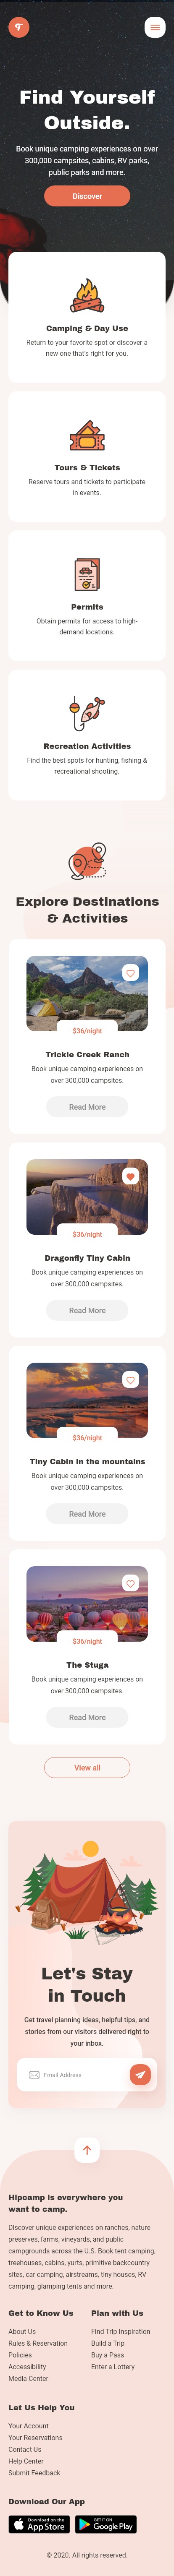 Find Yourself
Outside.
Book unique camping experiences on over
300,000 campsites, cabins, RV parks,
public parks and more.
Discover
Camping & Day Use
Return to your favorite spot or discover a
new one that's right for you.
Tours & Tickets
Reserve tours and tickets to participate
in events.
Permits
Obtain permits for access to high-
demand locations.
Recreation Activities
Find the best spots for hunting, fishing &
recreational shooting.
Explore Destinations
& Activities
$36/night
Trickle Creek Ranch
Book unique camping experiences on
over 300,000 campsites.
Read More
$36/night
Dragonfly Tiny Cabin
Book unique camping experiences on
over 300,000 campsites.
Read More
$36/night
Tiny Cabin in the mountains
Book unique camping experiences on
over 300,000 campsites.
Read More
$36/night
The Stuga
Book unique camping experiences on
over 300,000 campsites.
Read More
View all
Let's Stay
in Touch
Get travel planning ideas, helpful tips, and
stories from our visitors delivered right to
your inbox.
Email Address
Hipcamp is everywhere you
want to camp.
Discover unique experiences on ranches, nature
preserves, farms, vineyards, and public
campgrounds across the U.S. Book tent camping,
treehouses, cabins, yurts, primitive backcountry
sites, car camping, airstreams, tiny houses, RV
camping, glamping tents and more.
Get to Know Us
About Us
Rules & Reservation
Policies
Accessibility
Media Center
Plan with Us
Find Trip Inspiration
Build a Trip
Buy a Pass
Enter a Lottery
Let Us Help You
Your Account
Your Reservations
Contact Us
Help Center
Submit Feedback
Download Our App
Download on the
App Store
GET IT ON
Google Play
© 2020. All rights reserved.